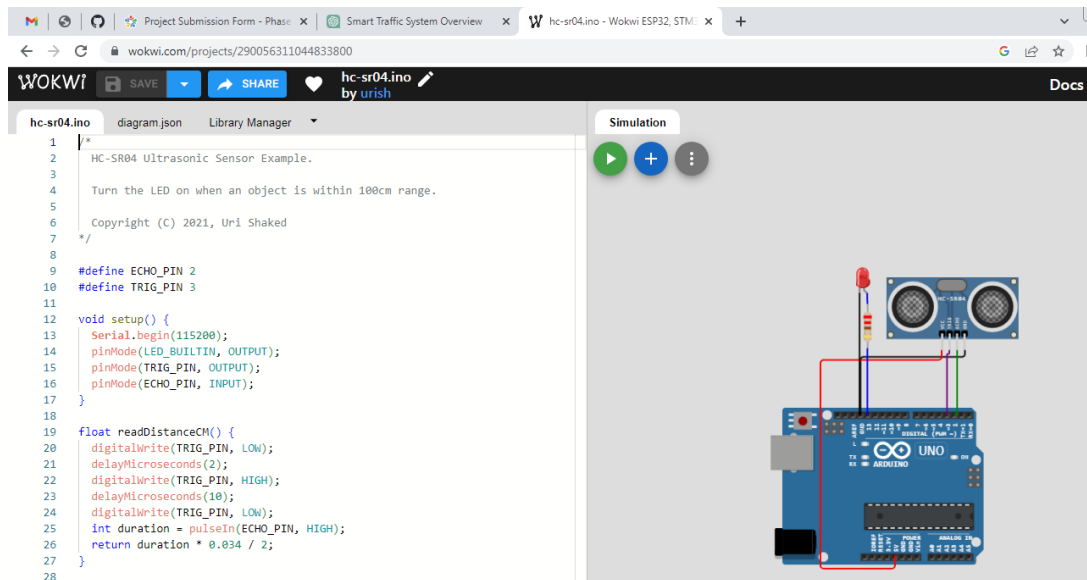 Project Submission Form - Phase
Smart Traffic System Overview
hc-sr04.ino - Wokwi ESP32, STM3
wokwi.com/projects/290056311044833800
WOKWI
SAVE
SHARE
hc-sr04.ino
by urish
Docs
hc-sr04.ino diagram.json Library Manager
1 /*
2 HC-SR04 Ultrasonic Sensor Example.
3
4 Turn the LED on when an object is within 100cm range.
5
6 Copyright (C) 2021, Uri Shaked
7 */
8
9 #define ECHO_PIN 2
10 #define TRIG_PIN 3
11
12 void setup() {
13 Serial.begin(115200);
14 pinMode(LED_BUILTIN, OUTPUT);
15 pinMode(TRIG_PIN, OUTPUT);
16 pinMode(ECHO_PIN, INPUT);
17 }
18
19 float readDistanceCM() {
20 digitalWrite(TRIG_PIN, LOW);
21 delayMicroseconds(2);
22 digitalWrite(TRIG_PIN, HIGH);
23 delayMicroseconds(10);
24 digitalWrite(TRIG_PIN, LOW);
25 int duration = pulseIn(ECHO_PIN, HIGH);
26 return duration * 0.034 / 2;
27 }
28
Simulation
HC-SR04
DIGITAL (PWM ~)
UNO
ARDUINO
L
TX
RX
ON
POWER
ANALOG IN